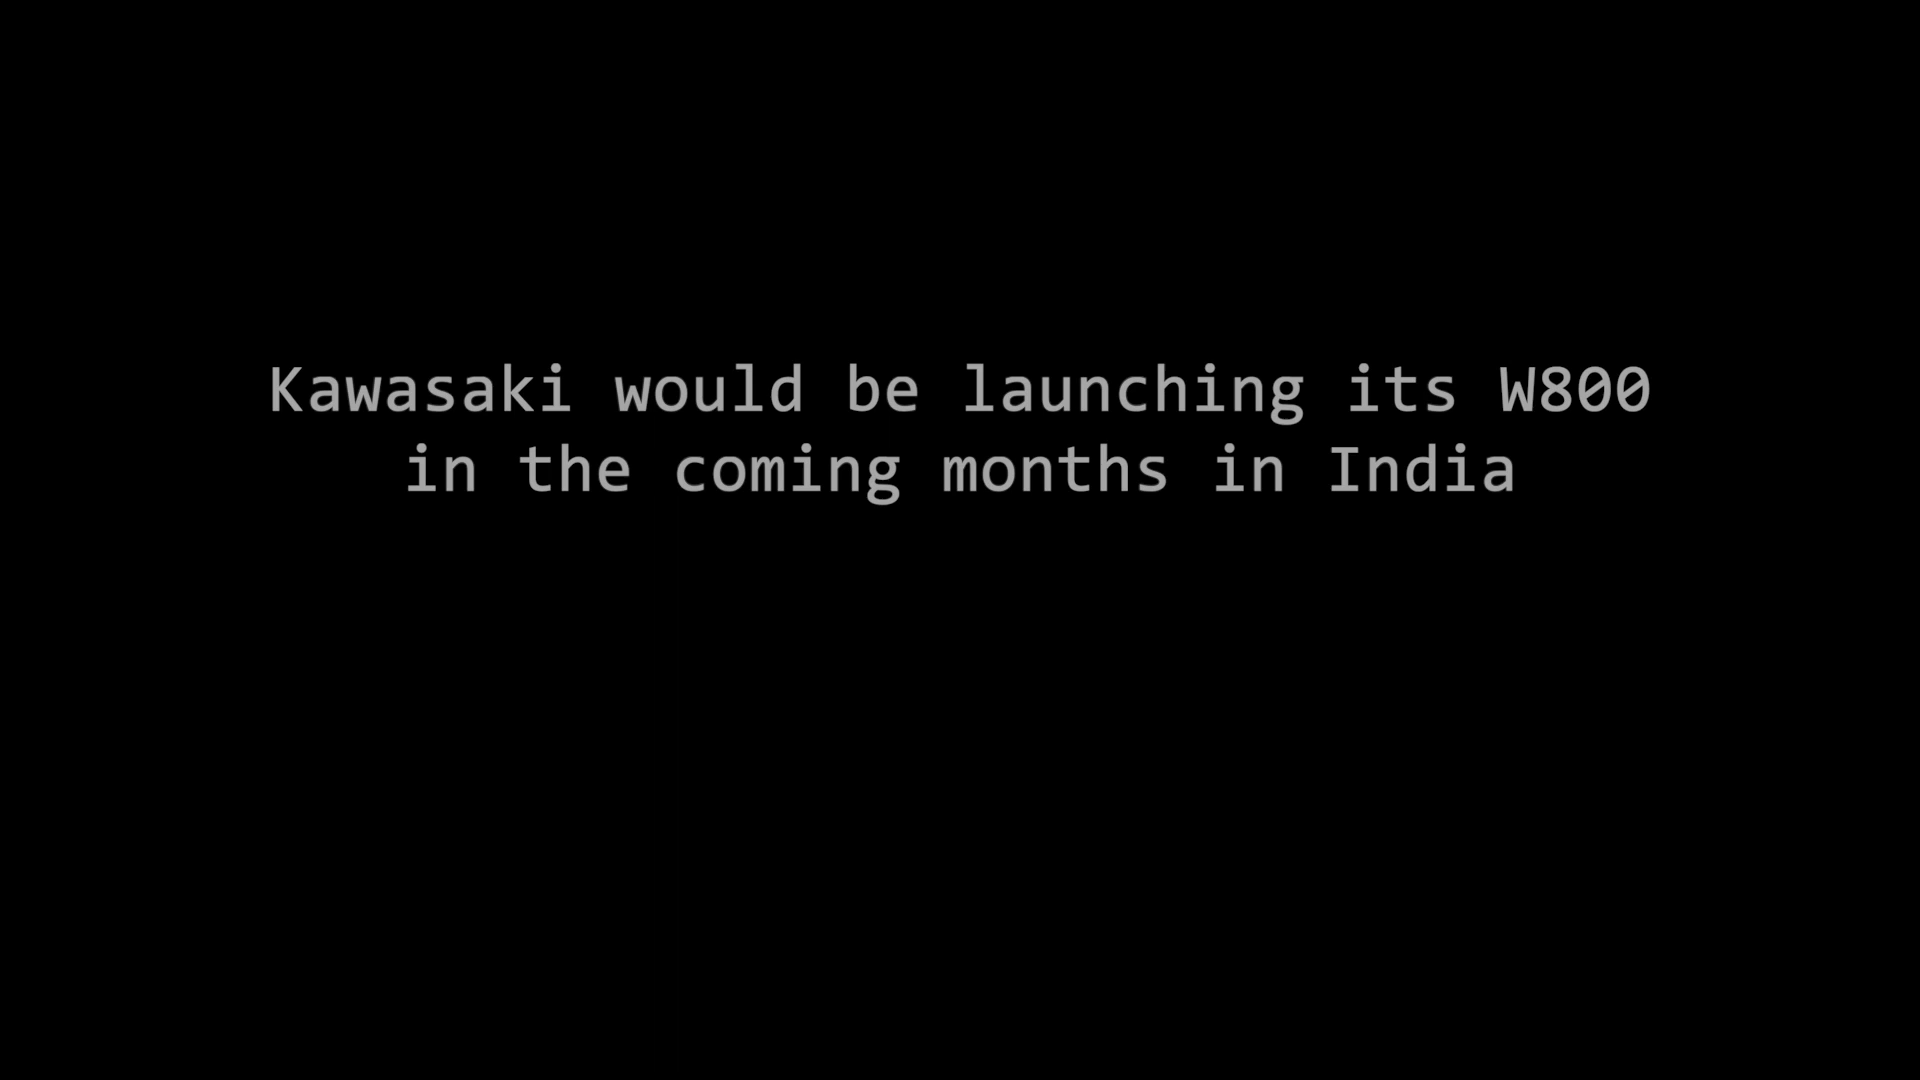 Kawasaki would be launching its W800
in the coming months in India